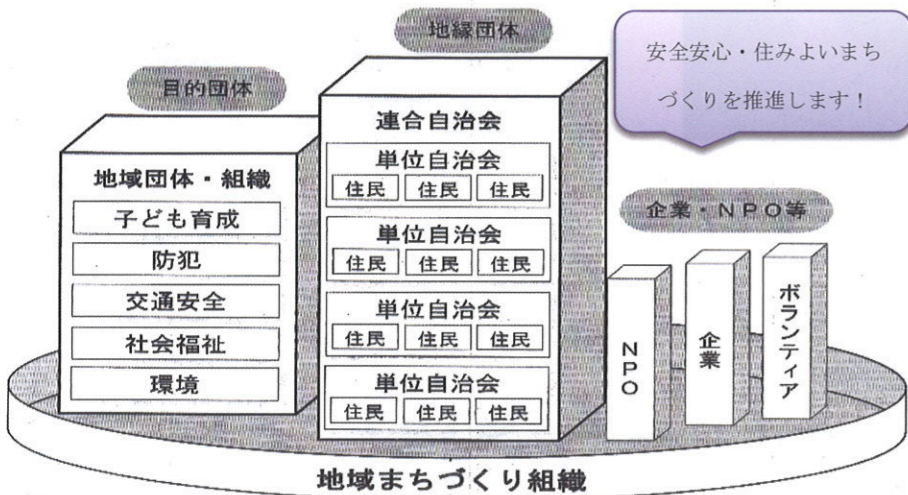 地縁団体
安全安心・住みよいまち
づくりを推進します！
目的団体
連合自治会
単位自治会
住民 住民 住民
単位自治会
住民 住民 住民
単位自治会
住民 住民 住民
単位自治会
住民 住民 住民
地域団体・組織
子ども育成
防犯
交通安全
社会福祉
環境
企業・NPO等
NPO
企業
ボランティア
地域まちづくり組織